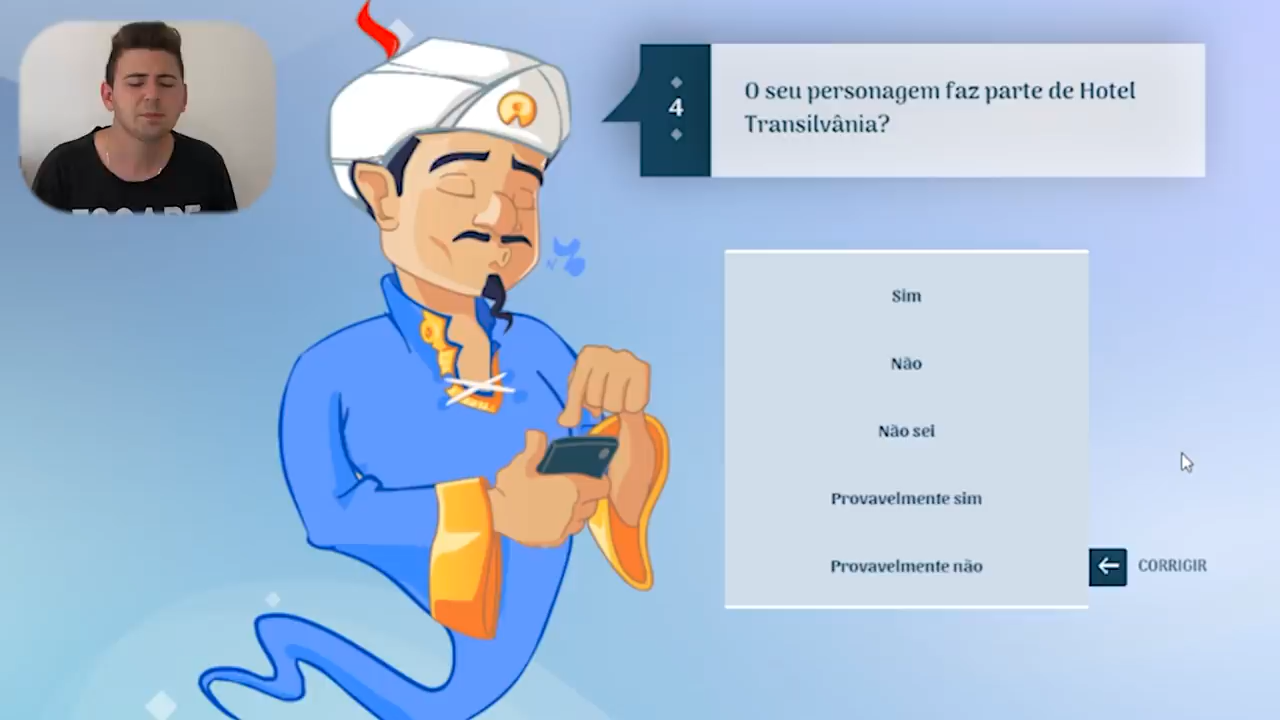 4
O seu personagem faz parte de Hotel
Transilvânia?
Sim
Não
Não sei
Provavelmente sim
Provavelmente não
CORRIGIR